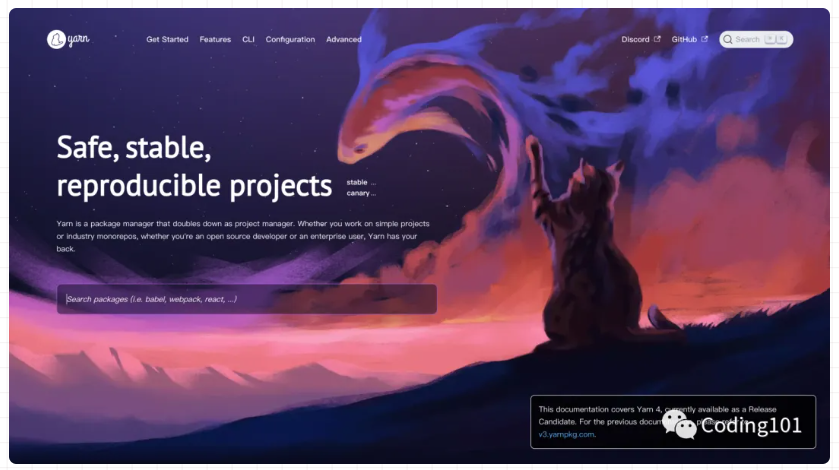 yarn
Get Started Features CLI Configuration Advanced
Discord GitHub Search ⌘ K
Safe, stable,
reproducible projects
stable ...
canary ...
Yarn is a package manager that doubles down as project manager. Whether you work on simple projects
or industry monorepos, whether you're an open source developer or an enterprise user, Yarn has your
back.
Search packages (i.e. babel, webpack, react, ...)
This documentation covers Yarn 4, currently available as a Release
Candidate. For the previous
v3.yarnpkg.com.
Coding101